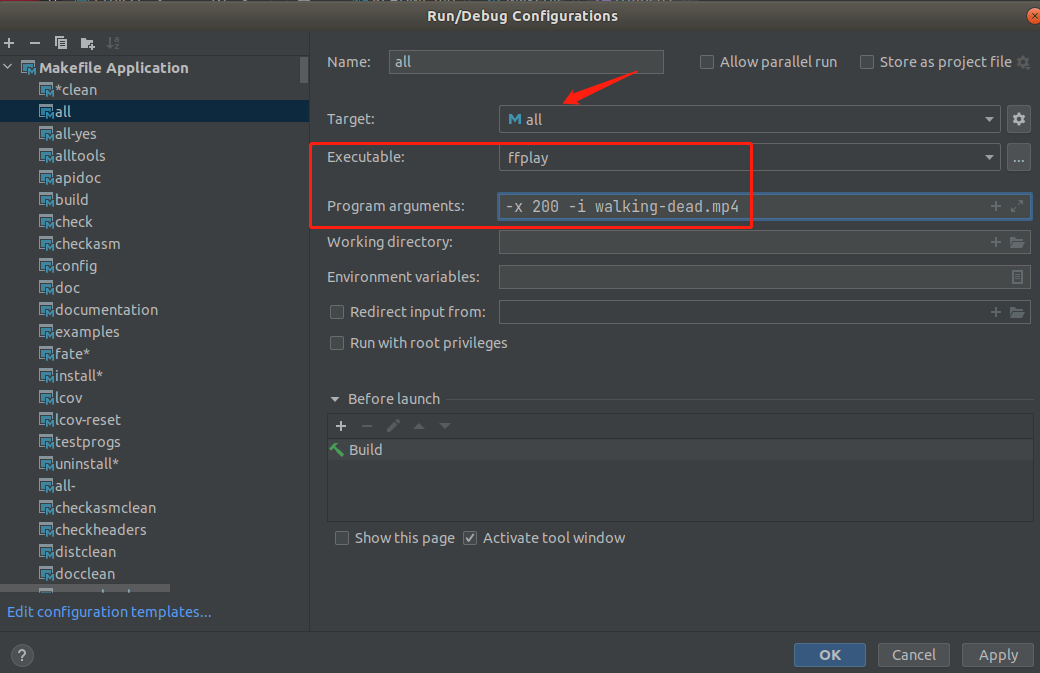 Run/Debug Configurations
Makefile Application
*clean
all
all-yes
alltools
apidoc
build
check
checkasm
config
doc
documentation
examples
fate*
install*
lcov
lcov-reset
testprogs
uninstall*
all-
checkasmclean
checkheaders
distclean
docclean
Edit configuration templates...
Name: all Allow parallel run Store as project file
Target: all
Executable: ffplay
Program arguments: -x 200 -i walking-dead.mp4
Working directory:
Environment variables:
Redirect input from:
Run with root privileges
Before launch
Build
Show this page Activate tool window
? OK Cancel Apply